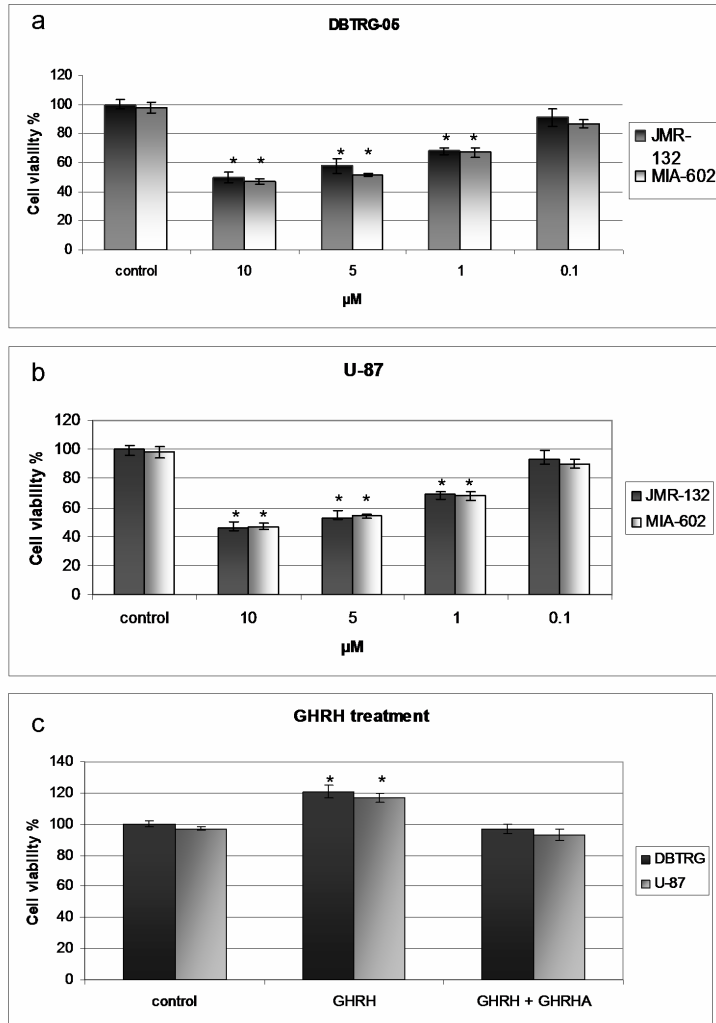 a
DBTRG-05
120
100
80
60
40
20
0
Cell viability %
* * * * * *
control 10 5 1 0.1
µM
JMR-
132
MIA-602
b
U-87
120
100
80
60
40
20
0
Cell viability %
* * * * * *
control 10 5 1 0.1
µM
JMR-132
MIA-602
c
GHRH treatment
140
120
100
80
60
40
20
0
Cell viability %
* *
control GHRH GHRH + GHRHA
DBTRG
U-87